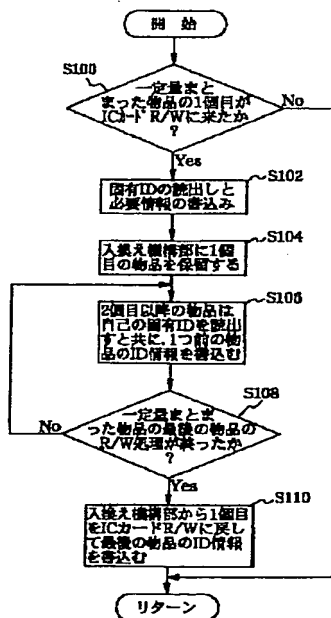 開 始
S100
一定量まと
まった物品の1個目が
ICカードR/Wに来たか
?
No
Yes
S102
固有IDの読出しと
必要情報の書込み
S104
入換え機構部に1個
目の物品を保留する
S106
2個目以降の物品は
自己の固有IDを読出
すと共に,1つ前の物
品のID情報を書込む
S108
一定量まとま
った物品の最後の物品の
R/W処理が終ったか
?
No
Yes
S110
入換え機構部から1個目
をICカードR/Wに戻し
て最後の物品のID情報
を書込む
リターン